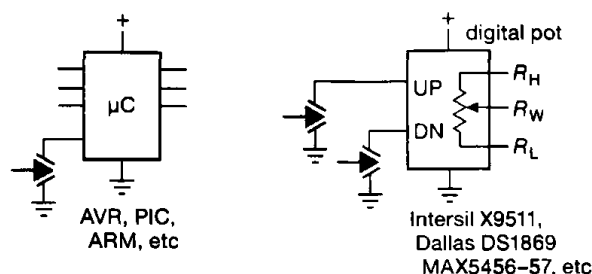 +
µC
AVR, PIC,
ARM, etc
+
digital pot
UP
DN
R_H
R_W
R_L
Intersil X9511,
Dallas DS1869
MAX5456–57, etc